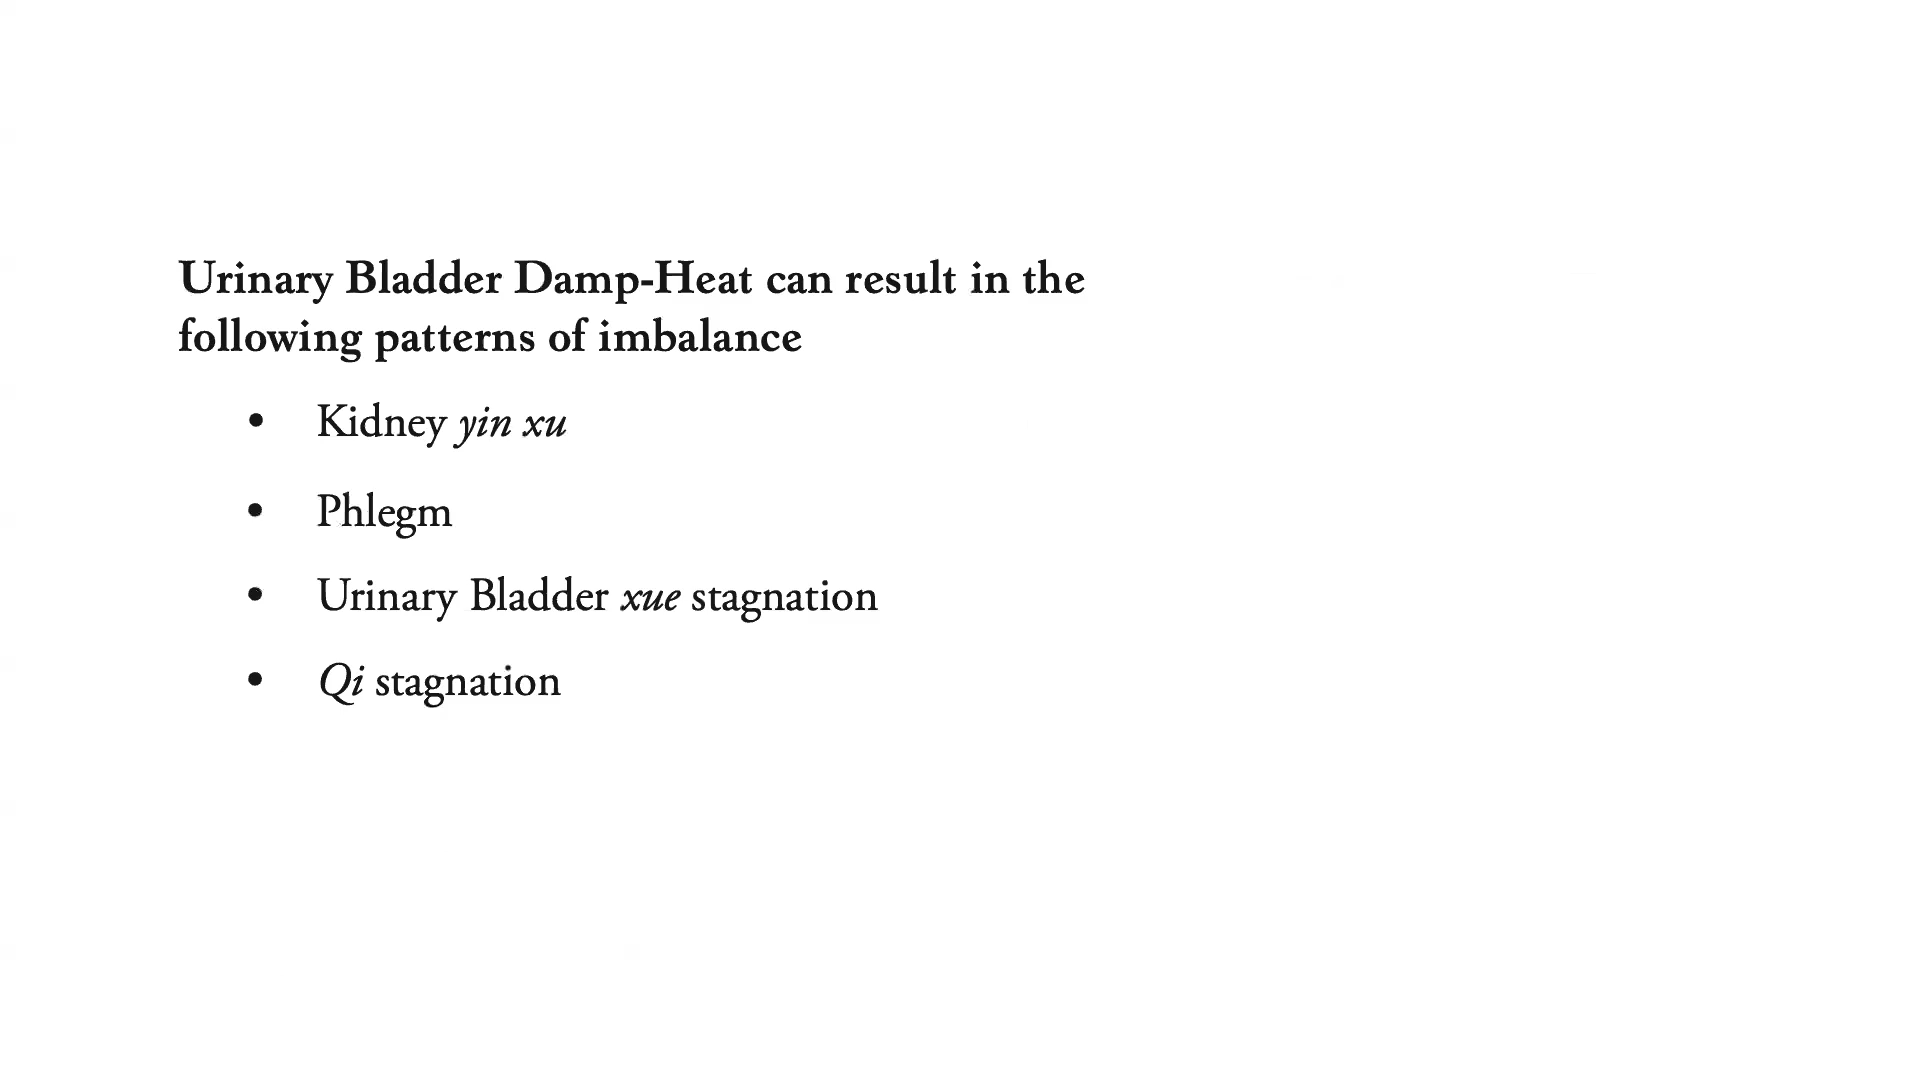 Urinary Bladder Damp-Heat can result in the
following patterns of imbalance
• Kidney yin xu
• Phlegm
• Urinary Bladder xue stagnation
• Qi stagnation